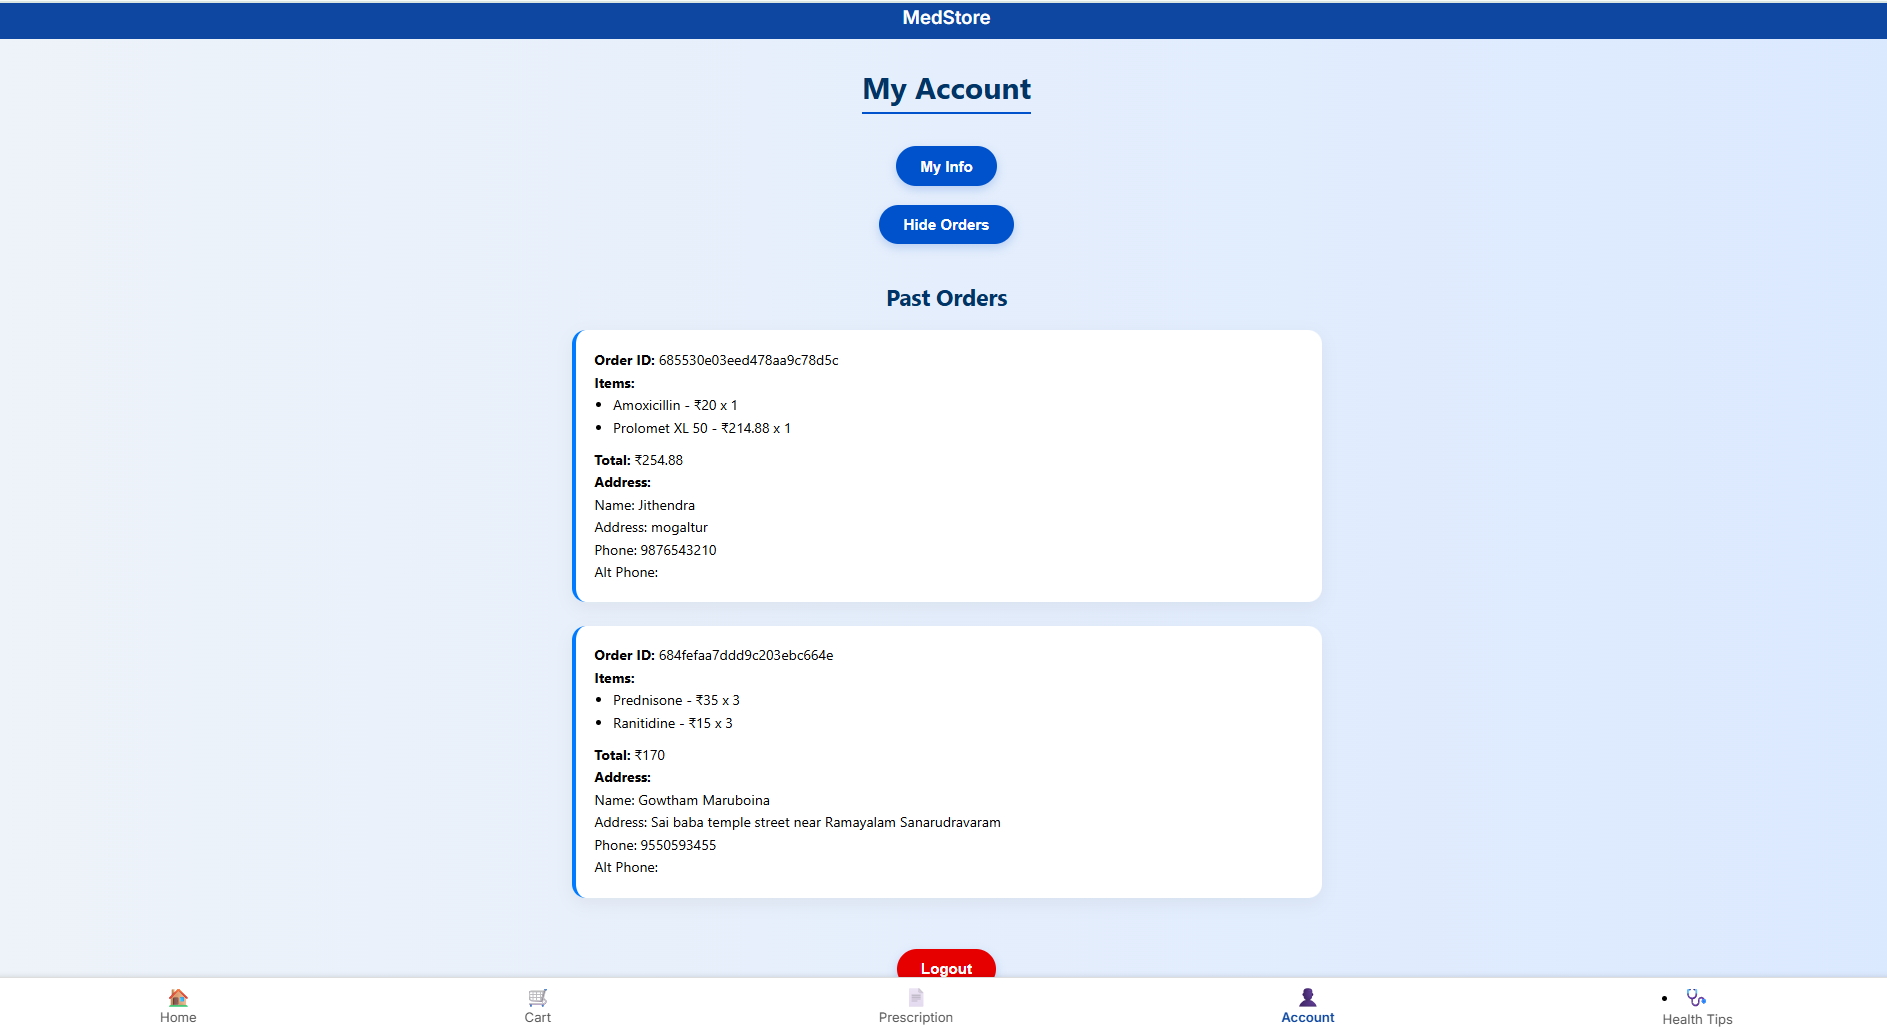 MedStore
My Account
My Info
Hide Orders
Past Orders
Order ID: 685530e03eed478aa9c78d5c
Items:
• Amoxicillin - ₹20 x 1
• Prolomet XL 50 - ₹214.88 x 1
Total: ₹254.88
Address:
Name: Jithendra
Address: mogaltur
Phone: 9876543210
Alt Phone:
Order ID: 684fefaa7ddd9c203ebc664e
Items:
• Prednisone - ₹35 x 3
• Ranitidine - ₹15 x 3
Total: ₹170
Address:
Name: Gowtham Maruboina
Address: Sai baba temple street near Ramayalam Sanarudravaram
Phone: 9550593455
Alt Phone:
Logout
Home
Cart
Prescription
Account
Health Tips